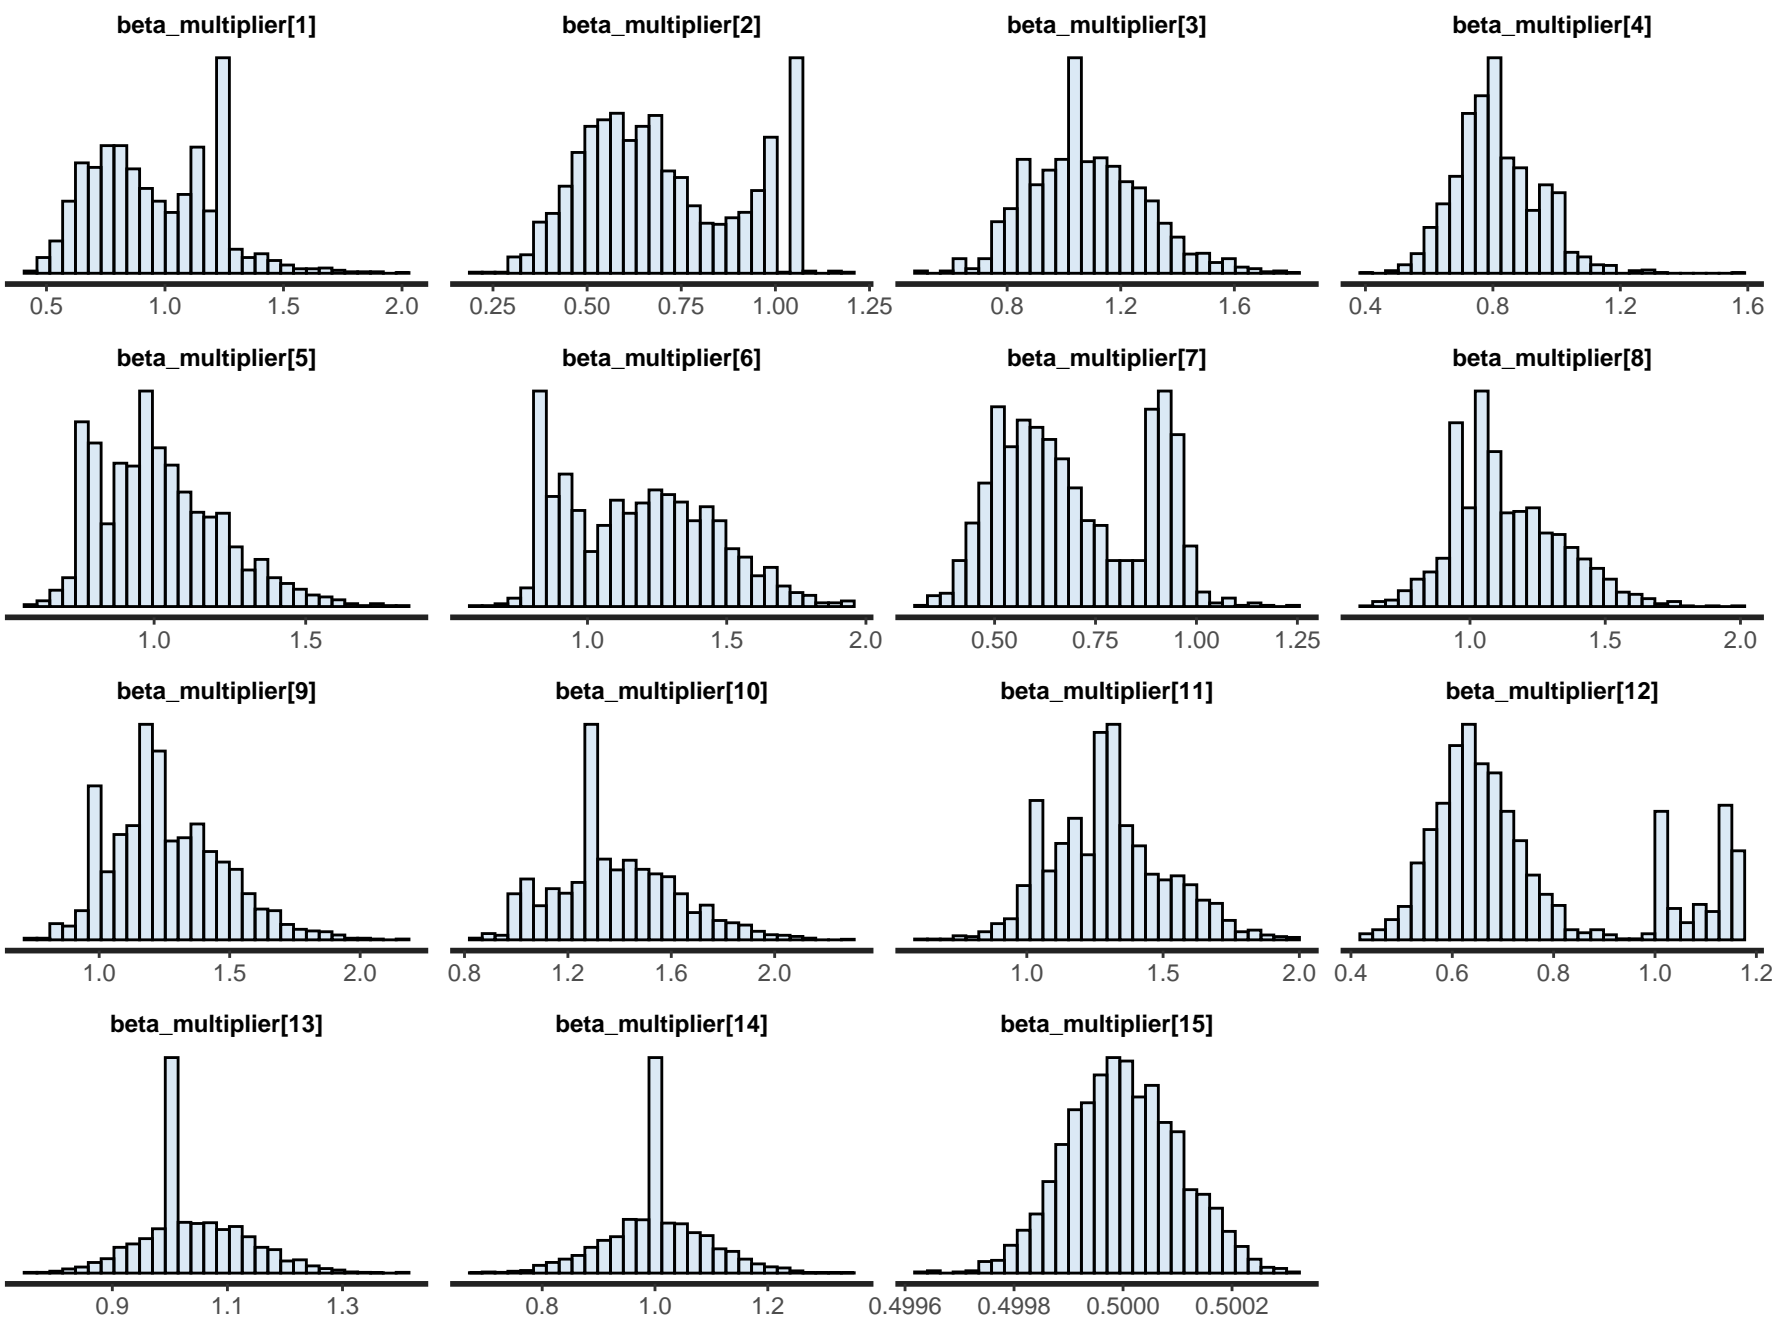 beta_multiplier[1] beta_multiplier[2] beta_multiplier[3] beta_multiplier[4]
0.5 1.0 1.5 2.0 0.25 0.50 0.75 1.00 1.25 0.8 1.2 1.6 0.4 0.8 1.2 1.6
beta_multiplier[5] beta_multiplier[6] beta_multiplier[7] beta_multiplier[8]
1.0 1.5 1.0 1.5 2.0 0.50 0.75 1.00 1.25 1.0 1.5 2.0
beta_multiplier[9] beta_multiplier[10] beta_multiplier[11] beta_multiplier[12]
1.0 1.5 2.0 0.8 1.2 1.6 2.0 1.0 1.5 2.0 0.4 0.6 0.8 1.0 1.2
beta_multiplier[13] beta_multiplier[14] beta_multiplier[15]
0.9 1.1 1.3 0.8 1.0 1.2 0.4996 0.4998 0.5000 0.5002